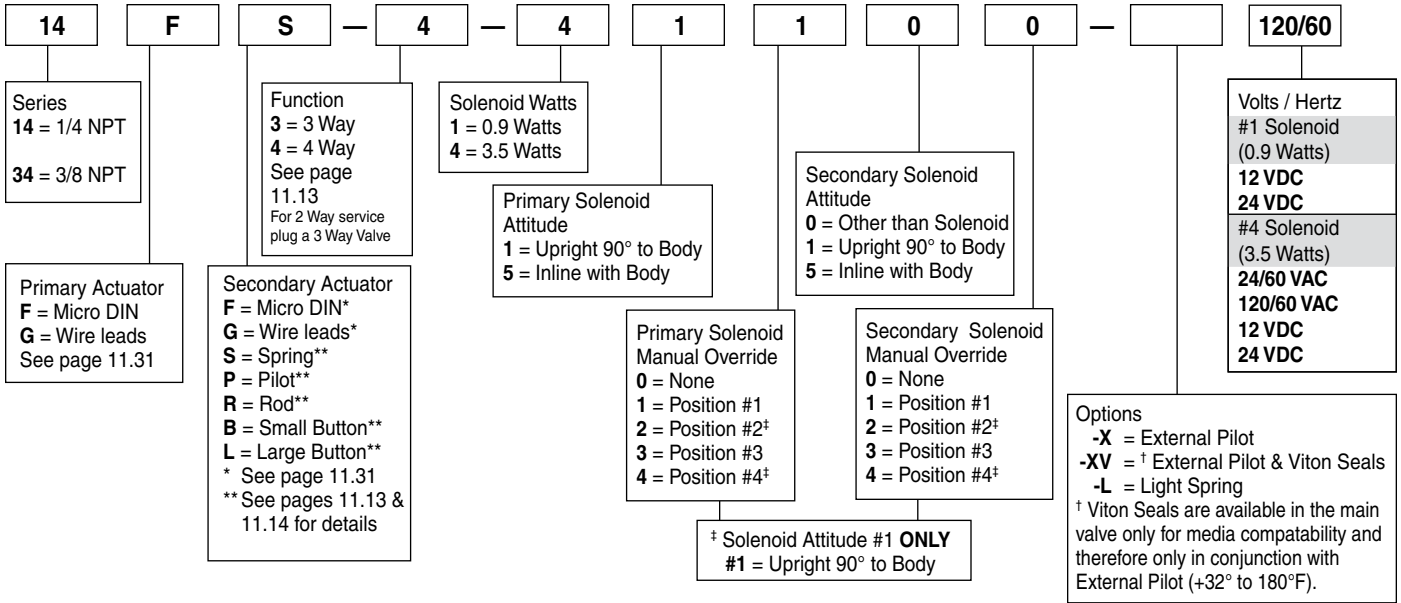 14 F S — 4 — 4 1 1 0 0 — 120/60
Series
14 = 1/4 NPT
34 = 3/8 NPT
Primary Actuator
F = Micro DIN
G = Wire leads
See page 11.31
Secondary Actuator
F = Micro DIN*
G = Wire leads*
S = Spring**
P = Pilot**
R = Rod**
B = Small Button**
L = Large Button**
* See page 11.31
** See pages 11.13 &
11.14 for details
Function
3 = 3 Way
4 = 4 Way
See page
11.13
For 2 Way service
plug a 3 Way Valve
Solenoid Watts
1 = 0.9 Watts
4 = 3.5 Watts
Primary Solenoid
Attitude
1 = Upright 90° to Body
5 = Inline with Body
Primary Solenoid
Manual Override
0 = None
1 = Position #1
2 = Position #2‡
3 = Position #3
4 = Position #4‡
Secondary Solenoid
Attitude
0 = Other than Solenoid
1 = Upright 90° to Body
5 = Inline with Body
Secondary Solenoid
Manual Override
0 = None
1 = Position #1
2 = Position #2‡
3 = Position #3
4 = Position #4‡
‡ Solenoid Attitude #1 ONLY
#1 = Upright 90° to Body
Options
-X = External Pilot
-XV = † External Pilot & Viton Seals
-L = Light Spring
† Viton Seals are available in the main
valve only for media compatability and
therefore only in conjunction with
External Pilot (+32° to 180°F).
Volts / Hertz
#1 Solenoid
(0.9 Watts)
12 VDC
24 VDC
#4 Solenoid
(3.5 Watts)
24/60 VAC
120/60 VAC
12 VDC
24 VDC